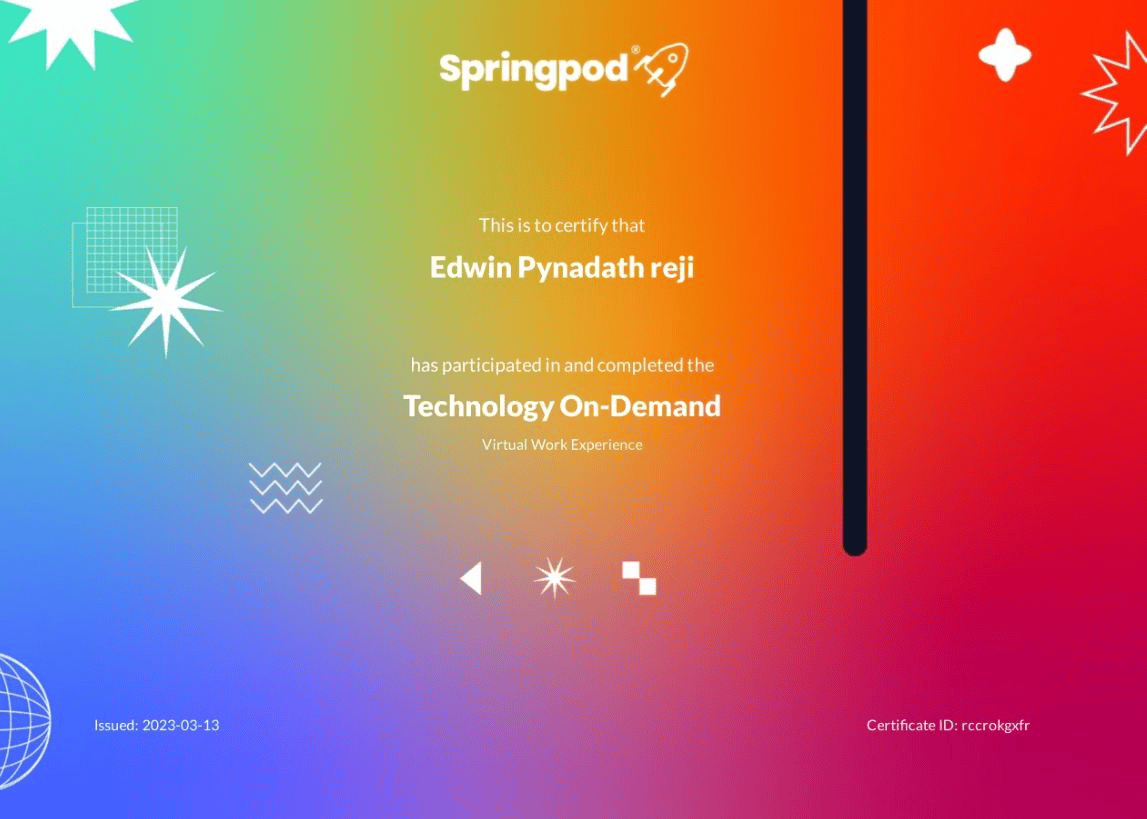 Springpod®
This is to certify that
Edwin Pynadath reji
has participated in and completed the
Technology On-Demand
Virtual Work Experience
Issued: 2023-03-13
Certificate ID: rccrokgxfr